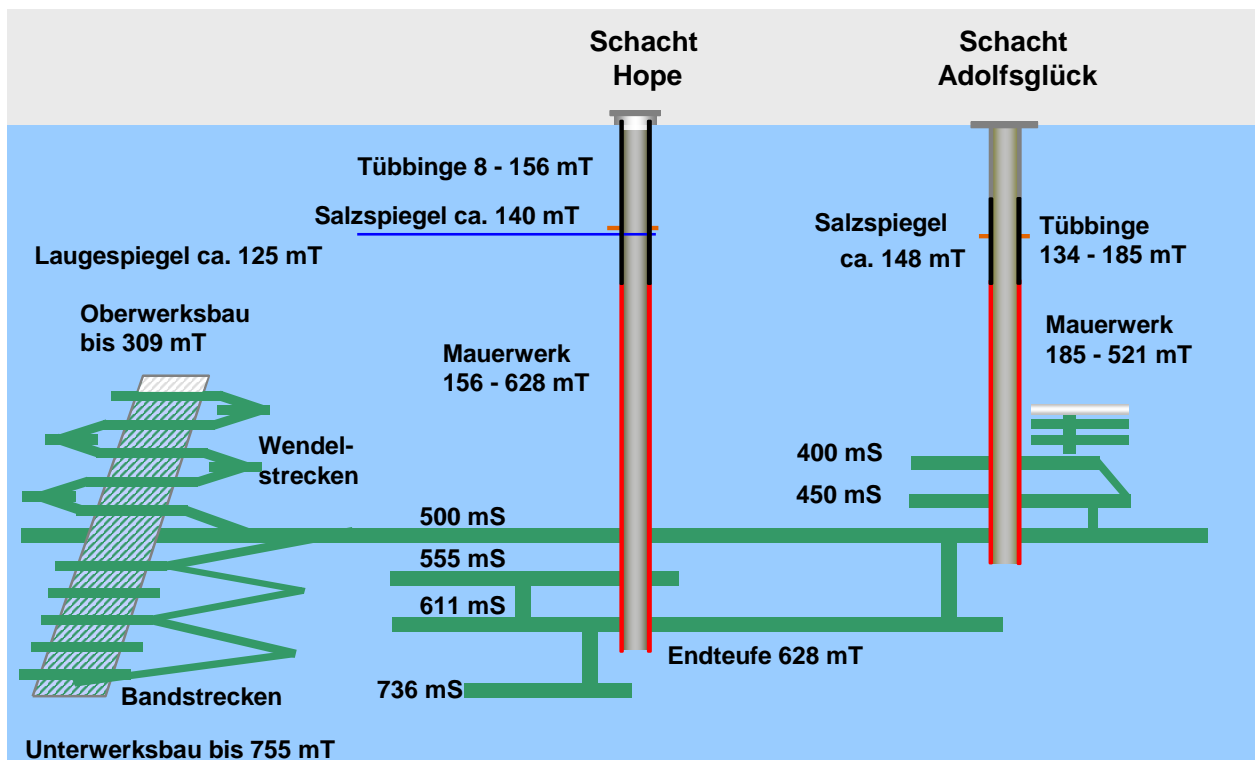 Schacht
Hope
Schacht
Adolfsglück
Tübbinge 8 - 156 mT
Salzspiegel ca. 140 mT
Laugespiegel ca. 125 mT
Salzspiegel
ca. 148 mT
Tübbinge
134 - 185 mT
Oberwerksbau
bis 309 mT
Mauerwerk
156 - 628 mT
Mauerwerk
185 - 521 mT
Wendel-
strecken
400 mS
450 mS
500 mS
555 mS
611 mS
Endteufe 628 mT
736 mS
Bandstrecken
Unterwerksbau bis 755 mT